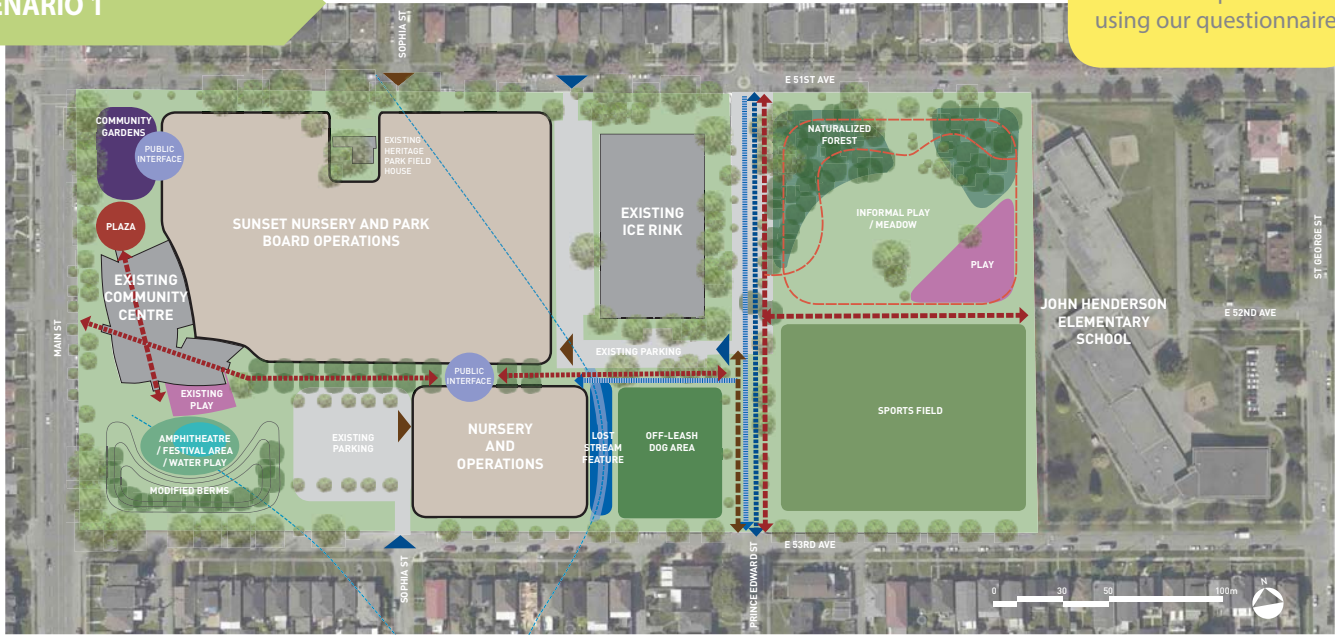 ENARIO 1
using our questionnaire
SOPHIA ST
E 51ST AVE
COMMUNITY
GARDENS
PUBLIC
INTERFACE
EXISTING
HERITAGE
PARK FIELD
HOUSE
NATURALIZED
FOREST
PLAZA
SUNSET NURSERY AND PARK
BOARD OPERATIONS
EXISTING
ICE RINK
INFORMAL PLAY
/ MEADOW
PLAY
ST GEORGE ST
EXISTING
COMMUNITY
CENTRE
MAIN ST
JOHN HENDERSON
ELEMENTARY
SCHOOL
E 52ND AVE
EXISTING PARKING
PUBLIC
INTERFACE
EXISTING
PLAY
SPORTS FIELD
AMPHITHEATRE
/ FESTIVAL AREA
/ WATER PLAY
MODIFIED BERMS
EXISTING
PARKING
NURSERY
AND
OPERATIONS
LOST
STREAM
FEATURE
OFF-LEASH
DOG AREA
SOPHIA ST
PRINCE EDWARD ST
E 53RD AVE
0 30 50 100m
N